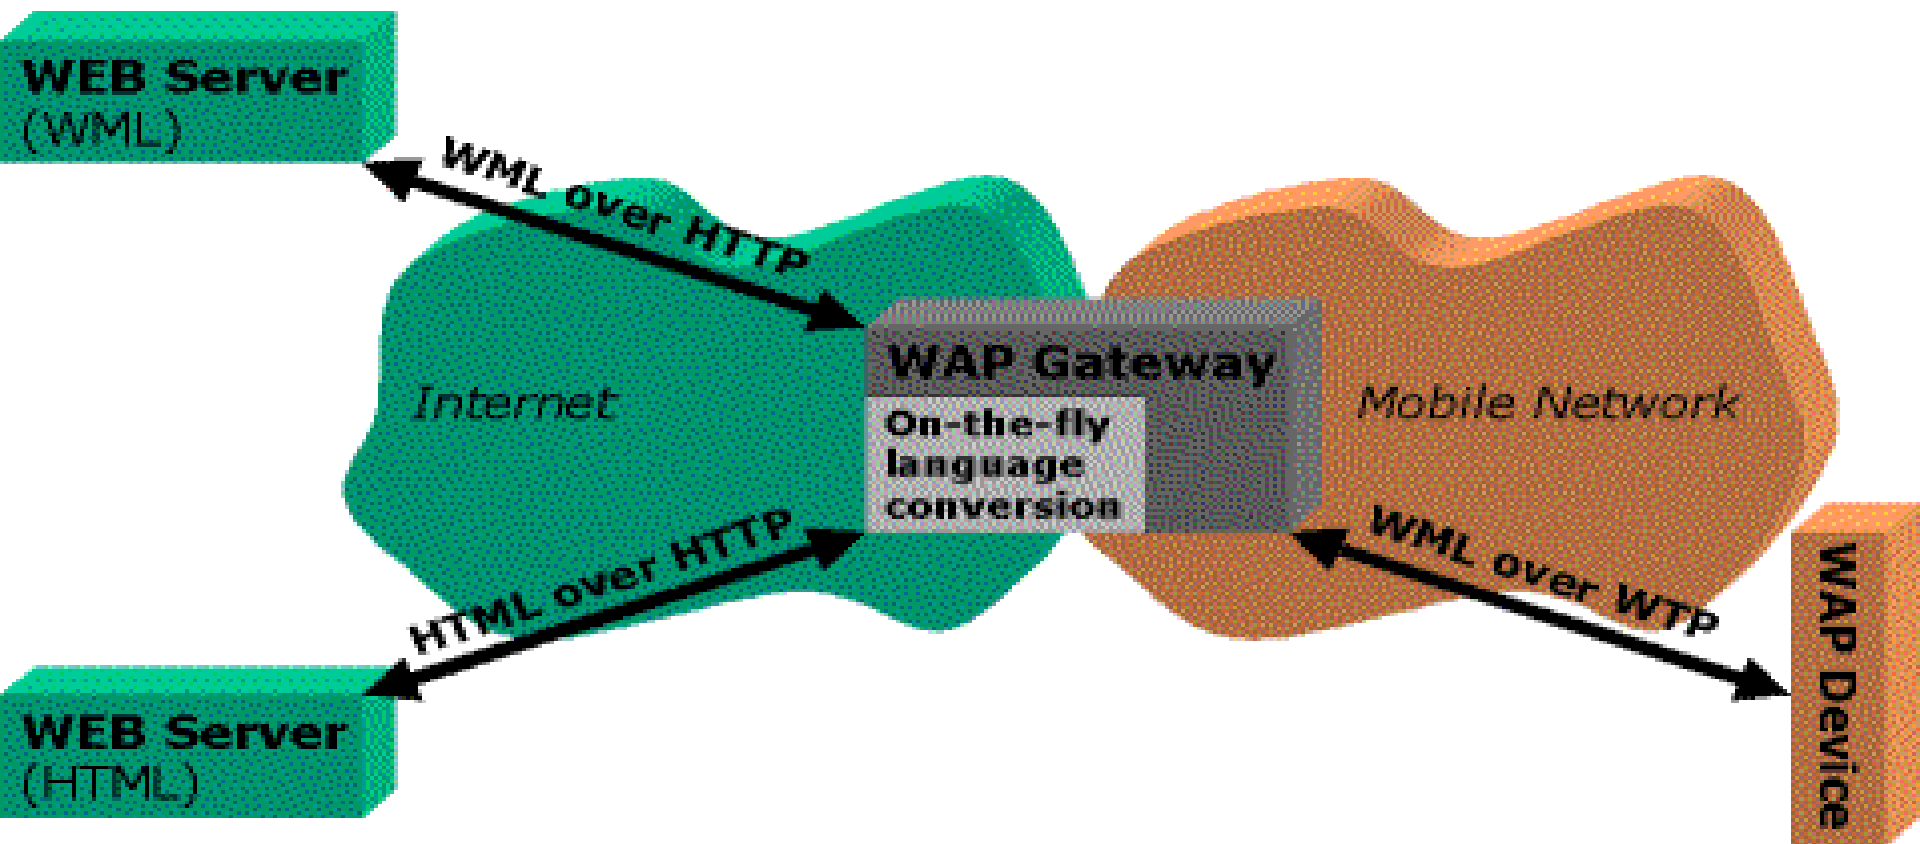 WEB Server
(WML)
WML over HTTP
WAP Gateway
On-the-fly
language
conversion
Internet
Mobile Network
HTML over HTTP
WML over WTP
WEB Server
(HTML)
WAP Device